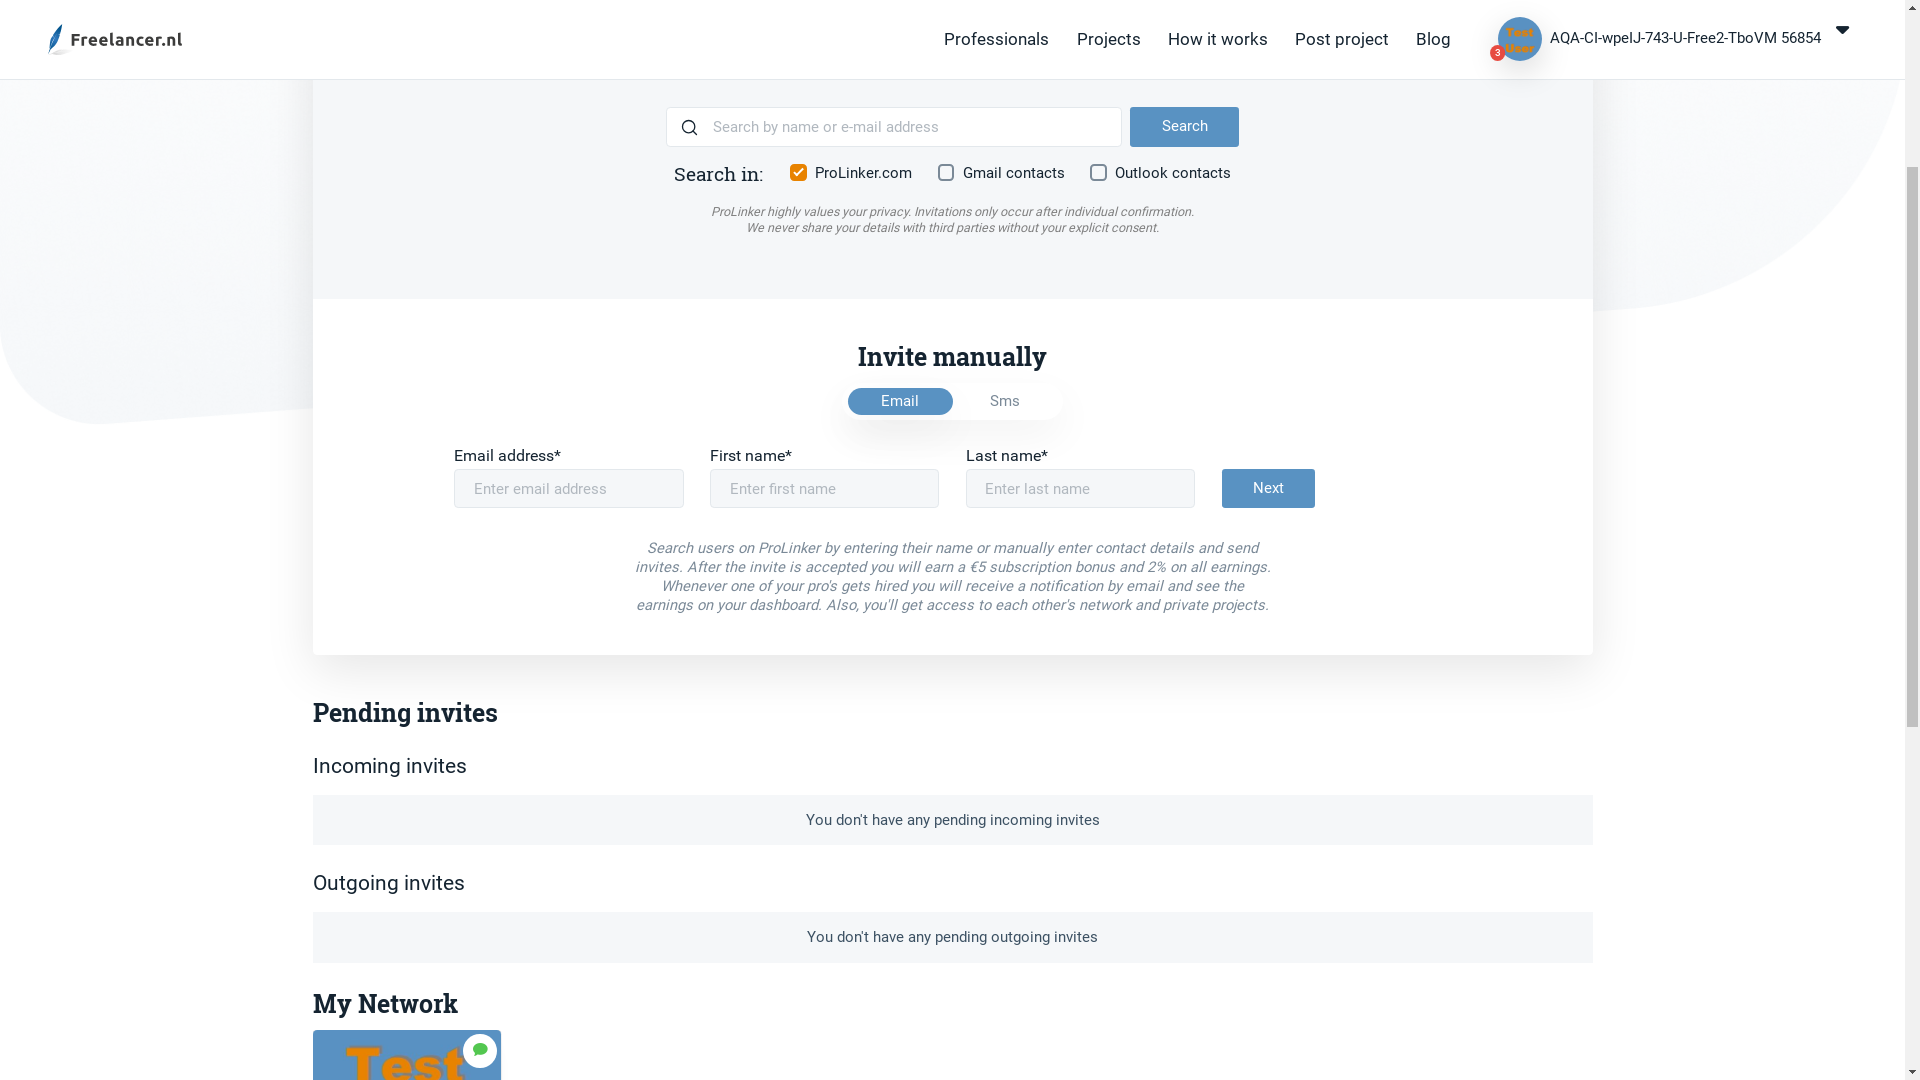 Freelancer.nl
Professionals
Projects
How it works
Post project
Blog
Test
User
3
AQA-CI-wpeIJ-743-U-Free2-TboVM 56854
Search by name or e-mail address
Search
Search in:
ProLinker.com
Gmail contacts
Outlook contacts
ProLinker highly values your privacy. Invitations only occur after individual confirmation.
We never share your details with third parties without your explicit consent.
Invite manually
Email
Sms
Email address*
First name*
Last name*
Enter email address
Enter first name
Enter last name
Next
Search users on ProLinker by entering their name or manually enter contact details and send
invites. After the invite is accepted you will earn a €5 subscription bonus and 2% on all earnings.
Whenever one of your pro's gets hired you will receive a notification by email and see the
earnings on your dashboard. Also, you'll get access to each other's network and private projects.
Pending invites
Incoming invites
You don't have any pending incoming invites
Outgoing invites
You don't have any pending outgoing invites
My Network
Test